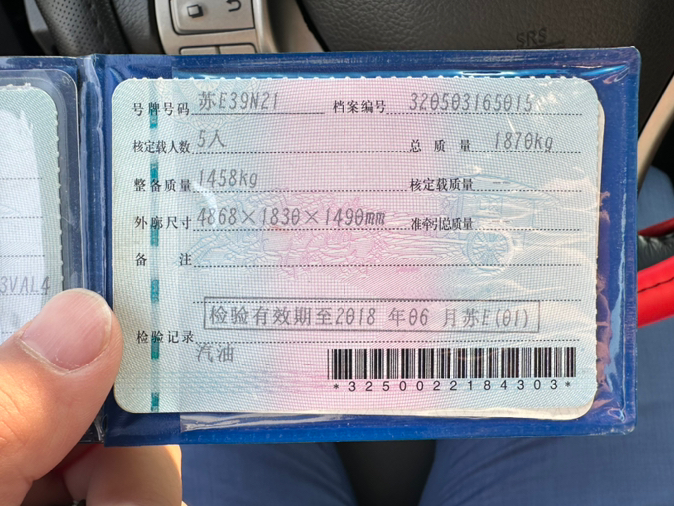 SRS
号牌号码 苏E39N21 档案编号 320503165015
核定载人数 5人 总质量 1870kg
整备质量 1458kg 核定载质量 --
外廓尺寸 4868×1830×1490mm 准牵引总质量 --
备注
检验有效期至2018 年06 月苏E(01)
检验记录
汽油
*3250022184303*
3VAL4